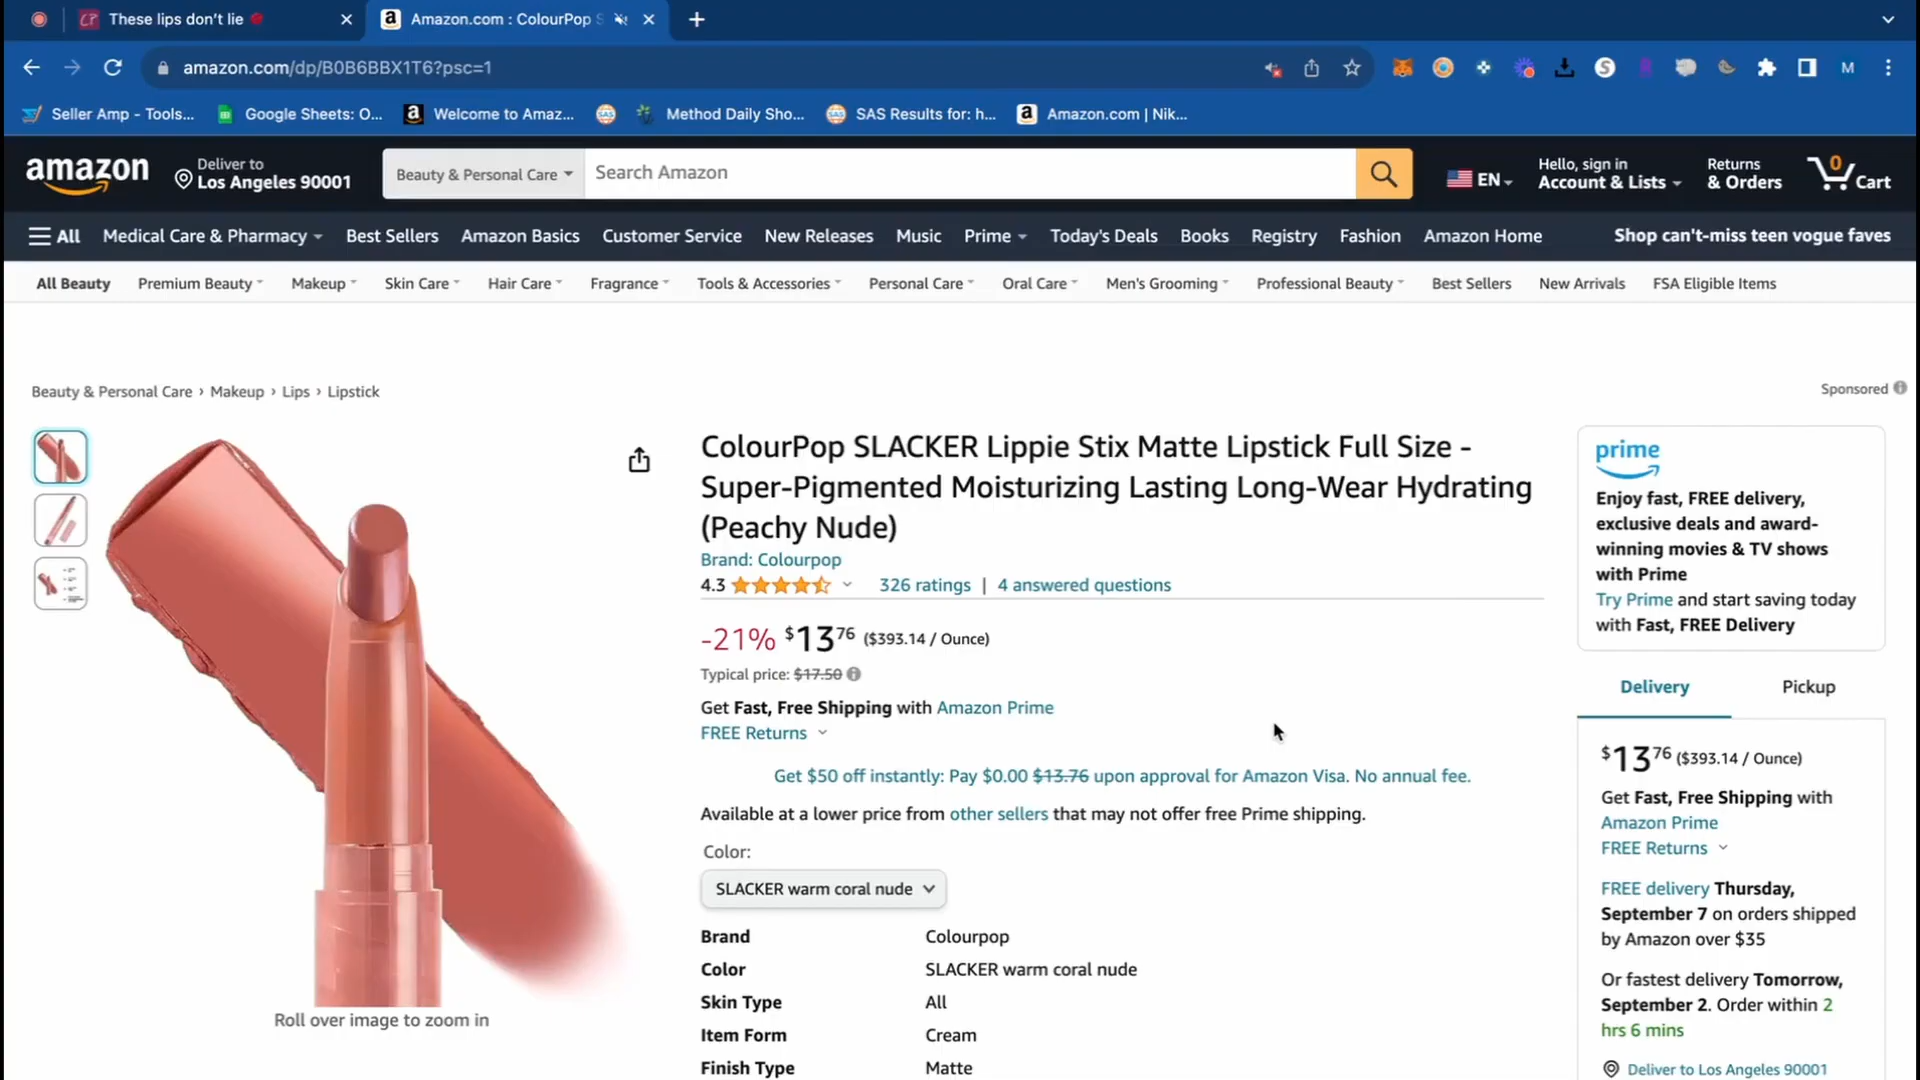 These lips don't lie
Amazon.com : ColourPop S
amazon.com/dp/B0B6BBX1T6?psc=1
M
Seller Amp - Tools...
Google Sheets: O...
Welcome to Amaz...
Method Daily Sho...
SAS Results for: h...
Amazon.com | Nik...
amazon
Deliver to
Los Angeles 90001
Beauty & Personal Care
Search Amazon
EN
Hello, sign in
Account & Lists
Returns
& Orders
0
Cart
All
Medical Care & Pharmacy
Best Sellers
Amazon Basics
Customer Service
New Releases
Music
Prime
Today's Deals
Books
Registry
Fashion
Amazon Home
Shop can't-miss teen vogue faves
All Beauty
Premium Beauty
Makeup
Skin Care
Hair Care
Fragrance
Tools & Accessories
Personal Care
Oral Care
Men's Grooming
Professional Beauty
Best Sellers
New Arrivals
FSA Eligible Items
Beauty & Personal Care › Makeup › Lips › Lipstick
Sponsored
ColourPop SLACKER Lippie Stix Matte Lipstick Full Size -
Super-Pigmented Moisturizing Lasting Long-Wear Hydrating
(Peachy Nude)
Brand: Colourpop
4.3
326 ratings | 4 answered questions
-21% $13 76 ($393.14 / Ounce)
Typical price: $17.50
Get Fast, Free Shipping with Amazon Prime
FREE Returns
Get $50 off instantly: Pay $0.00 $13.76 upon approval for Amazon Visa. No annual fee.
Available at a lower price from other sellers that may not offer free Prime shipping.
Color:
SLACKER warm coral nude
Brand Colourpop
Color SLACKER warm coral nude
Skin Type All
Item Form Cream
Finish Type Matte
Roll over image to zoom in
prime
Enjoy fast, FREE delivery,
exclusive deals and award-
winning movies & TV shows
with Prime
Try Prime and start saving today
with Fast, FREE Delivery
Delivery
Pickup
$13 76 ($393.14 / Ounce)
Get Fast, Free Shipping with
Amazon Prime
FREE Returns
FREE delivery Thursday,
September 7 on orders shipped
by Amazon over $35
Or fastest delivery Tomorrow,
September 2. Order within 2
hrs 6 mins
Deliver to Los Angeles 90001